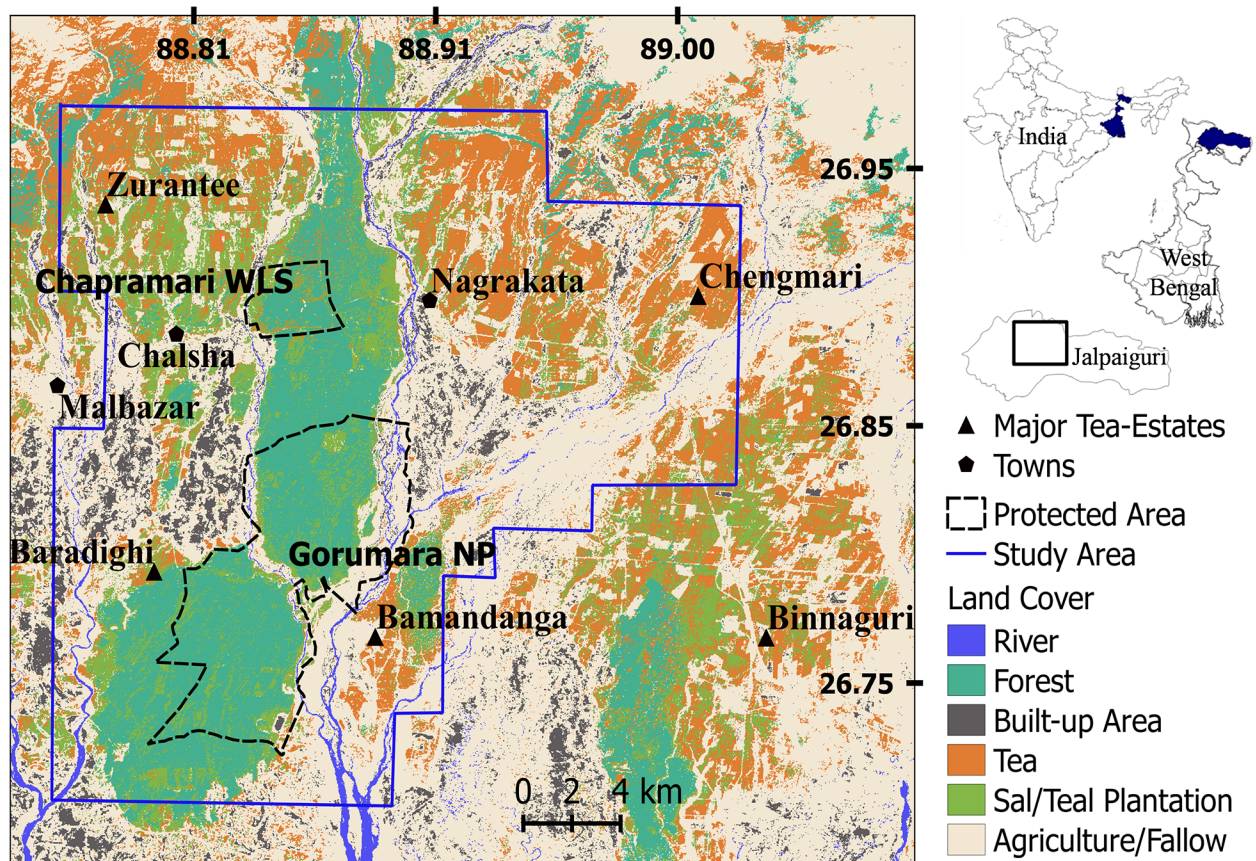 88.81
88.91
89.00
26.95
26.85
26.75
Zurantee
Chapramari WLS
Nagrakata
Chengmari
Chalsha
Malbazar
Baradighi
Gorumara NP
Bamandanga
Binnaguri
0 2 4 km
India
West
Bengal
Jalpaiguri
Major Tea-Estates
Towns
Protected Area
Study Area
Land Cover
River
Forest
Built-up Area
Tea
Sal/Teal Plantation
Agriculture/Fallow